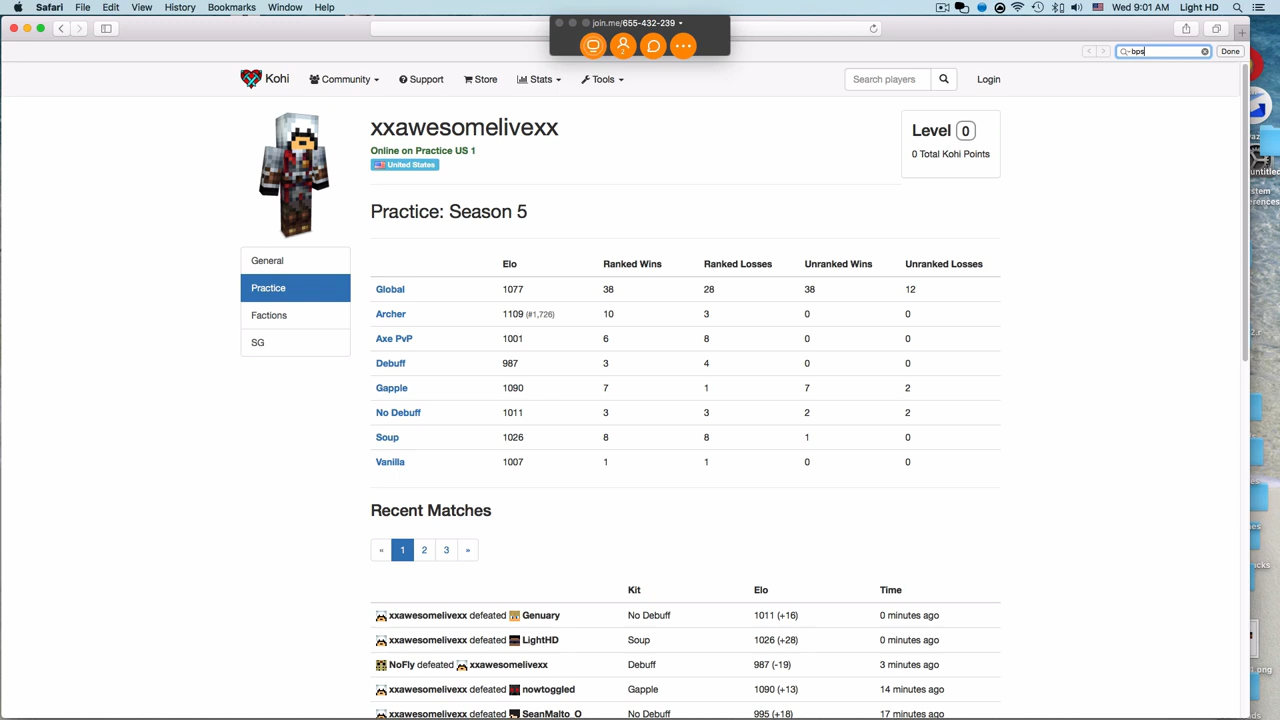 Safari File Edit View History Bookmarks Window Help Wed 9:01 AM Light HD
join.me/655-432-239
2
bps Done
Kohi Community Support Store Stats Tools Search players Login
xxawesomelivexx
Online on Practice US 1
United States
Level 0
0 Total Kohi Points
Practice: Season 5
General
Practice
Factions
SG
Elo Ranked Wins Ranked Losses Unranked Wins Unranked Losses
Global 1077 38 28 38 12
Archer 1109 (#1,726) 10 3 0 0
Axe PvP 1001 6 8 0 0
Debuff 987 3 4 0 0
Gapple 1090 7 1 7 2
No Debuff 1011 3 3 2 2
Soup 1026 8 8 1 0
Vanilla 1007 1 1 0 0
Recent Matches
« 1 2 3 »
Kit Elo Time
xxawesomelivexx defeated Genuary No Debuff 1011 (+16) 0 minutes ago
xxawesomelivexx defeated LightHD Soup 1026 (+28) 0 minutes ago
NoFly defeated xxawesomelivexx Debuff 987 (-19) 3 minutes ago
xxawesomelivexx defeated nowtoggled Gapple 1090 (+13) 14 minutes ago
xxawesomelivexx defeated SeanMalto_O No Debuff 995 (+18) 17 minutes ago